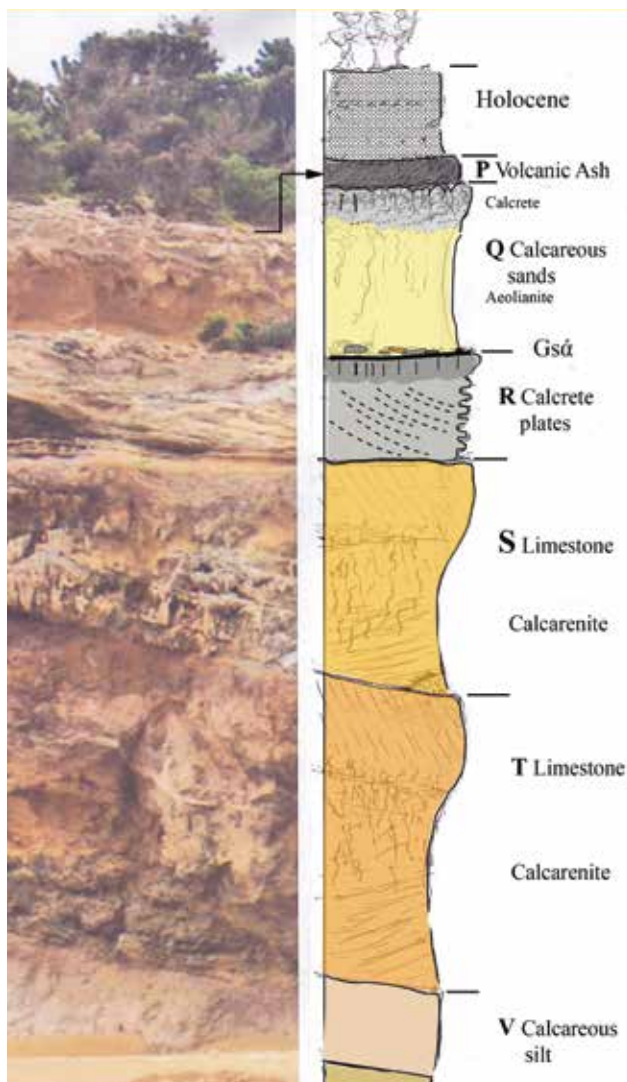 Holocene
P Volcanic Ash
Calcrete
Q Calcareous
sands
Aeolianite
Gsά
R Calcrete
plates
S Limestone
Calcarenite
T Limestone
Calcarenite
V Calcareous
silt